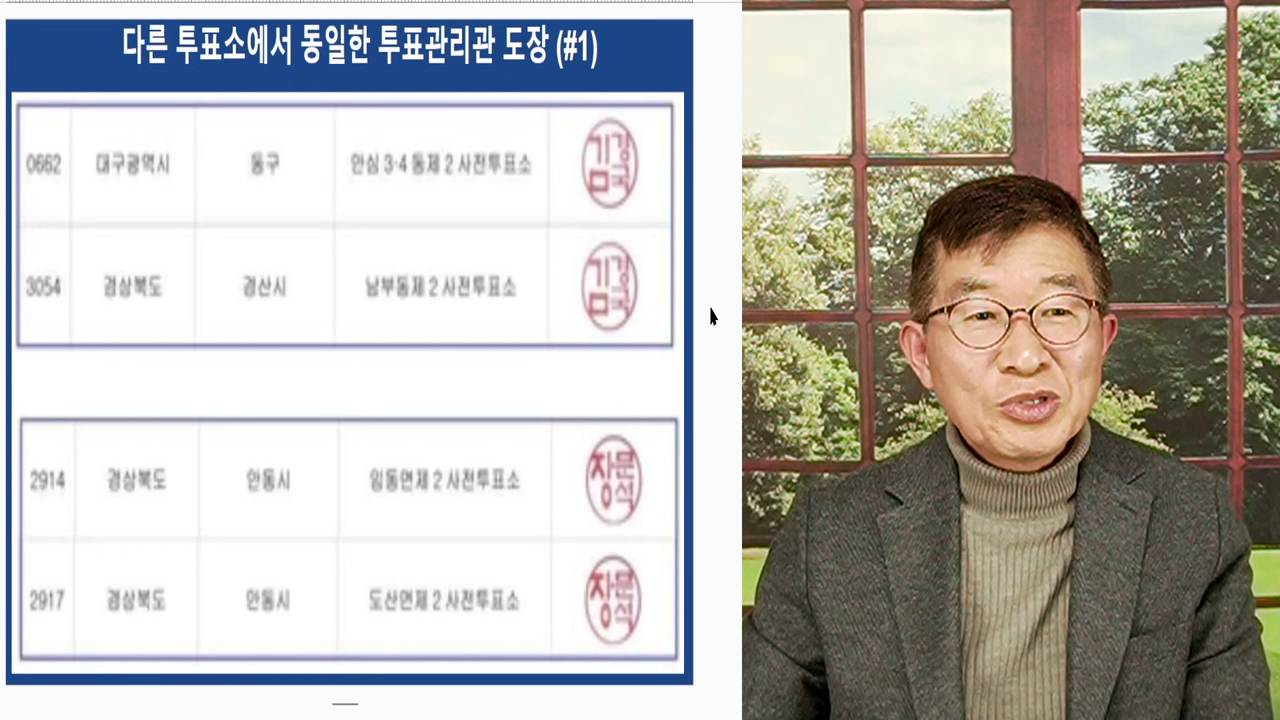 다른 투표소에서 동일한 투표관리관 도장 (#1)
0662 대구광역시 동구 안심 3·4 동제 2 사전투표소 김경국
3054 경상북도 경산시 남부동제 2 사전투표소 김경국
2914 경상북도 안동시 임동면제 2 사전투표소 장문석
2917 경상북도 안동시 도산면제 2 사전투표소 장문석